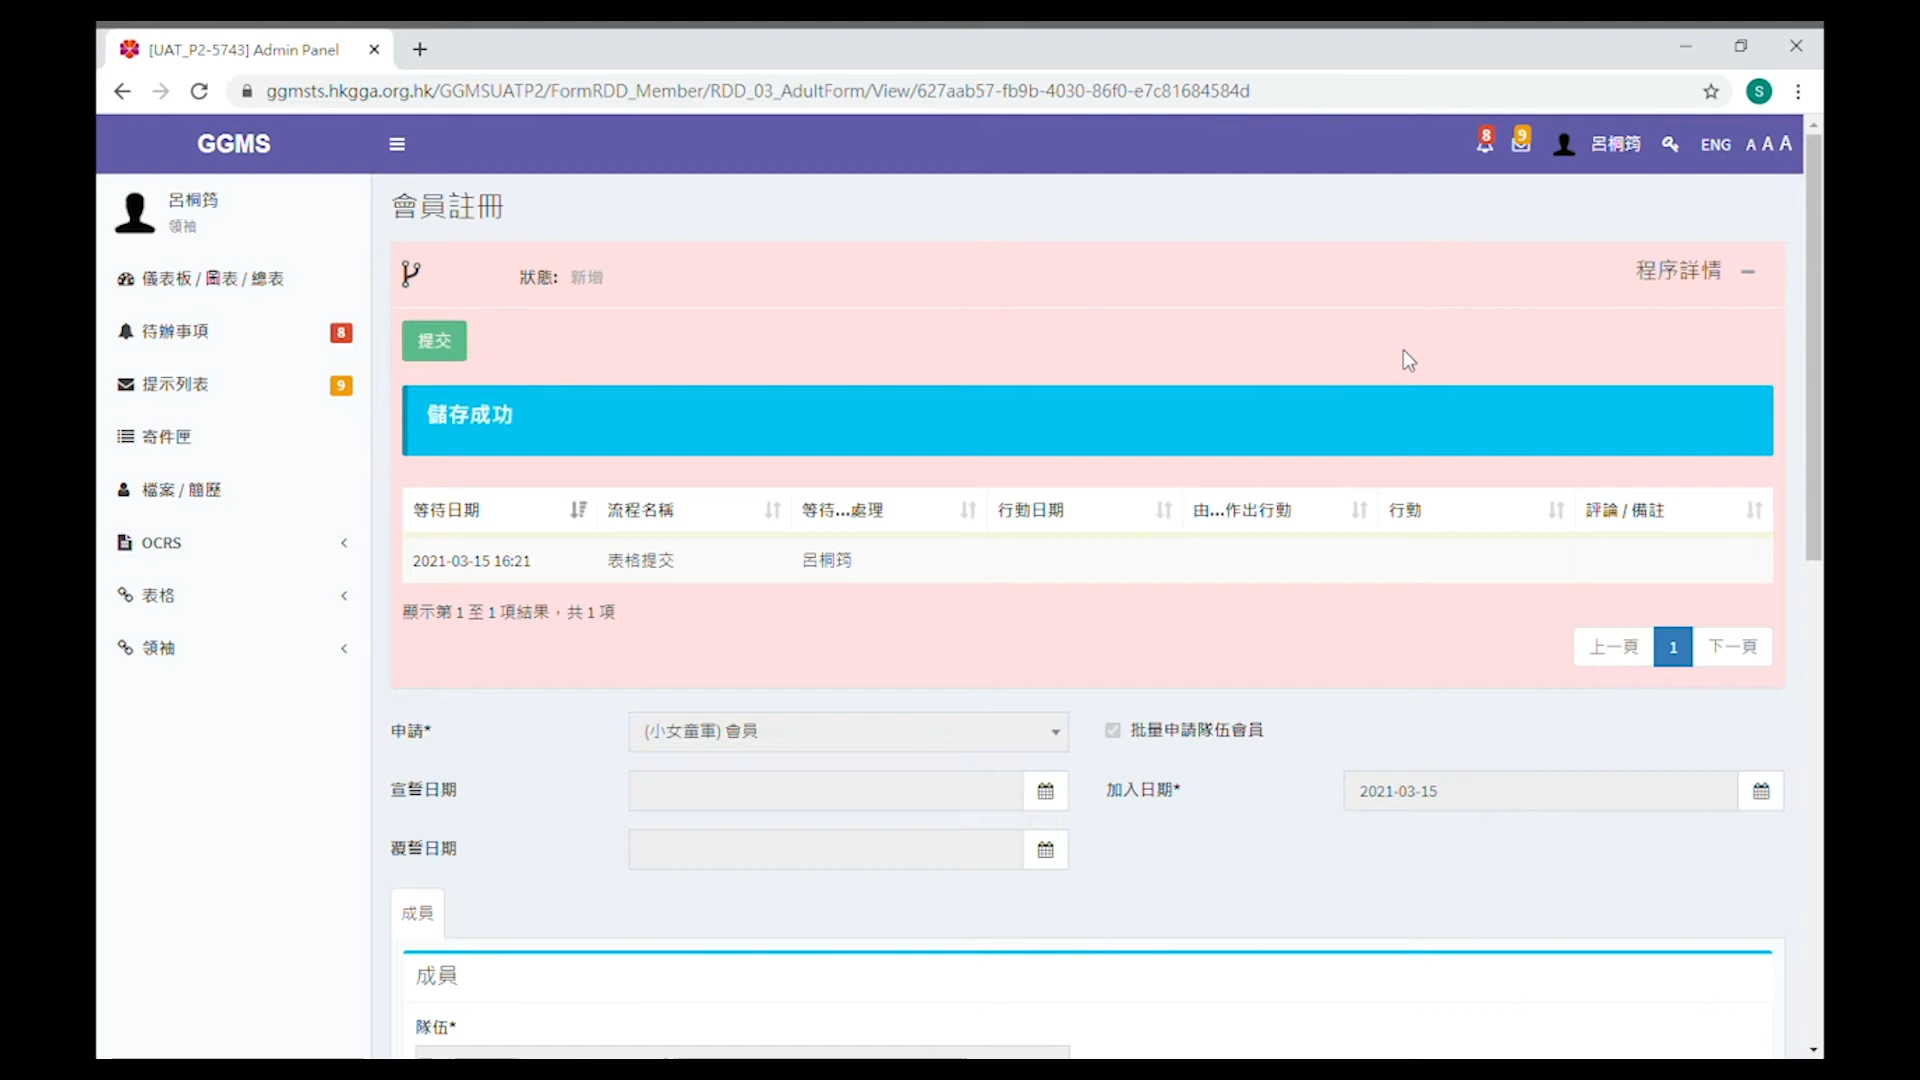 [UAT_P2-5743] Admin Panel
ggmsts.hkgga.org.hk/GGMSUATP2/FormRDD_Member/RDD_03_AdultForm/View/627aab57-fb9b-4030-86f0-e7c81684584d
S
GGMS
8
9
呂桐筠
ENG
A A A
呂桐筠
領袖
儀表板 / 圖表 / 總表
待辦事項
8
提示列表
9
寄件匣
檔案 / 簡歷
OCRS
表格
領袖
會員註冊
狀態: 新增
程序詳情
提交
儲存成功
等待日期 流程名稱 等待...處理 行動日期 由...作出行動 行動 評論 / 備註
2021-03-15 16:21 表格提交 呂桐筠
顯示第 1 至 1 項結果，共 1 項
上一頁 1 下一頁
申請* (小女童軍) 會員 批量申請隊伍會員
宣誓日期 加入日期* 2021-03-15
覆誓日期
成員
成員
隊伍*